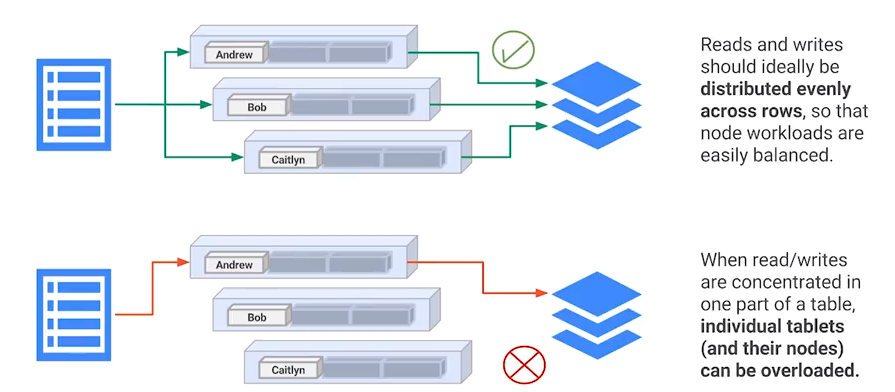 Andrew
Bob
Caitlyn
Reads and writes
should ideally be
distributed evenly
across rows, so that
node workloads are
easily balanced.
Andrew
Bob
Caitlyn
When read/writes
are concentrated in
one part of a table,
individual tablets
(and their nodes)
can be overloaded.